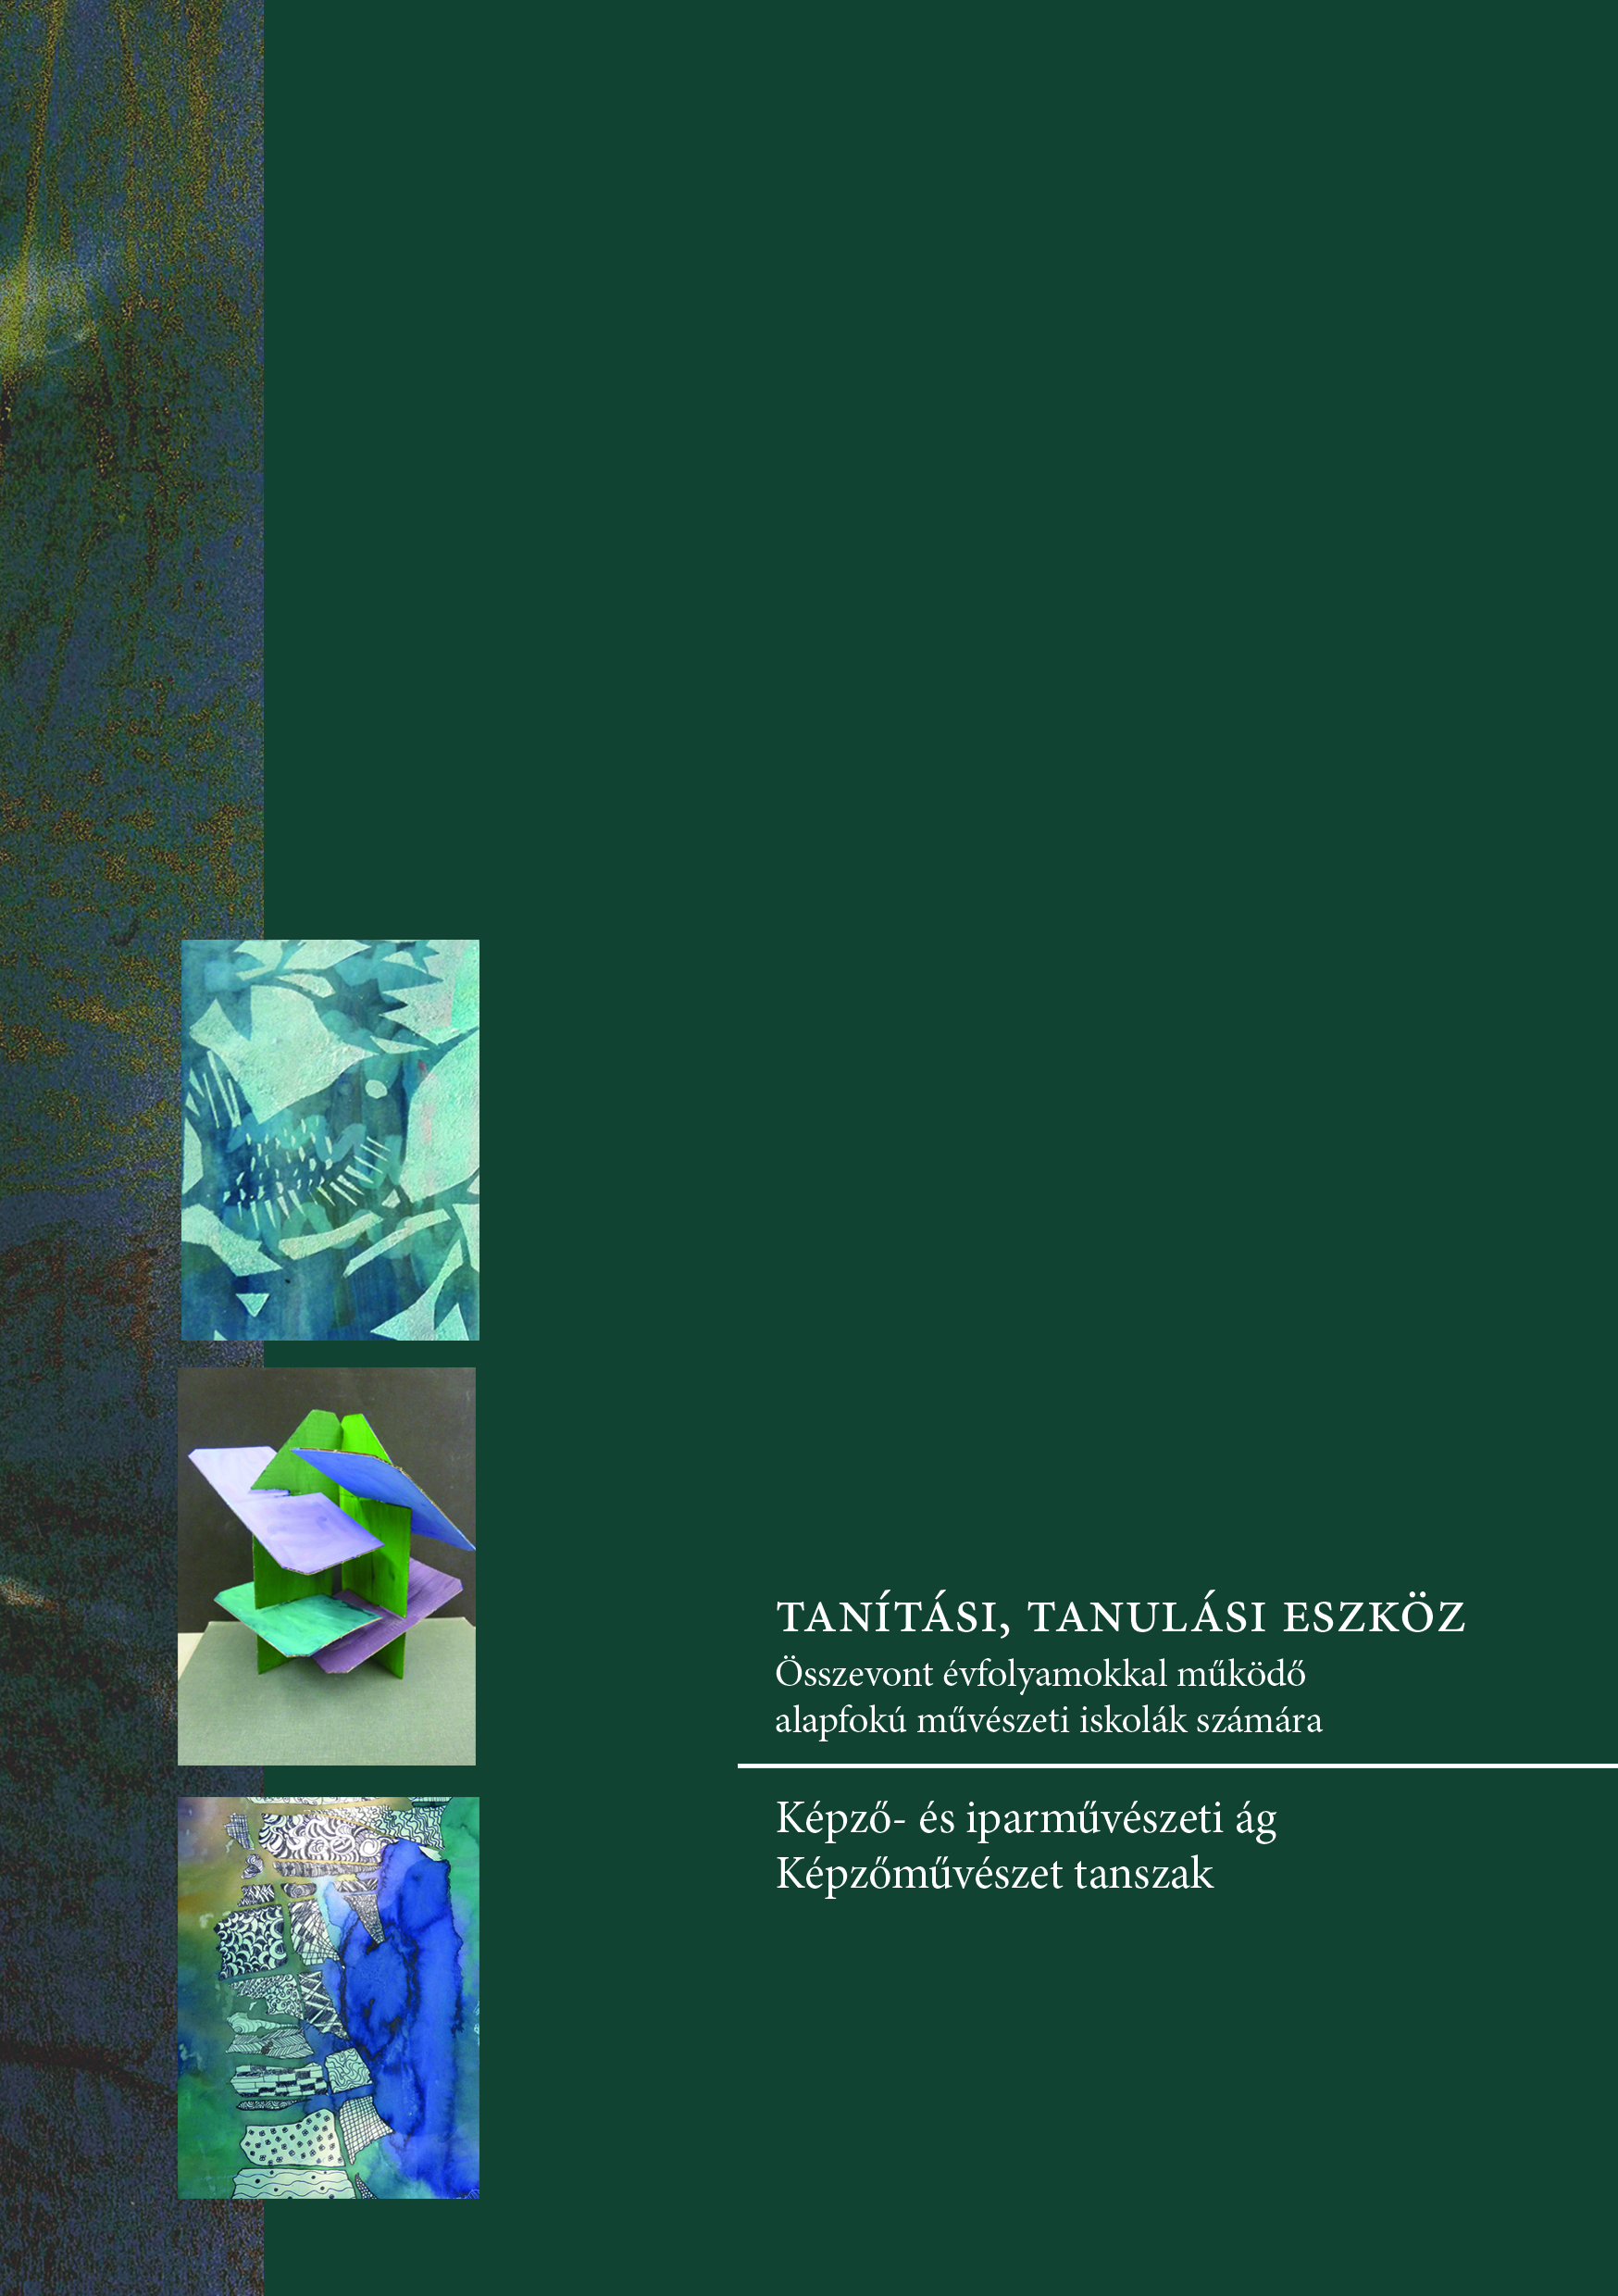 TANÍTÁSI, TANULÁSI ESZKÖZ
Összevont évfolyamokkal működő
alapfokú művészeti iskolák számára
Képző- és iparművészeti ág
Képzőművészet tanszak